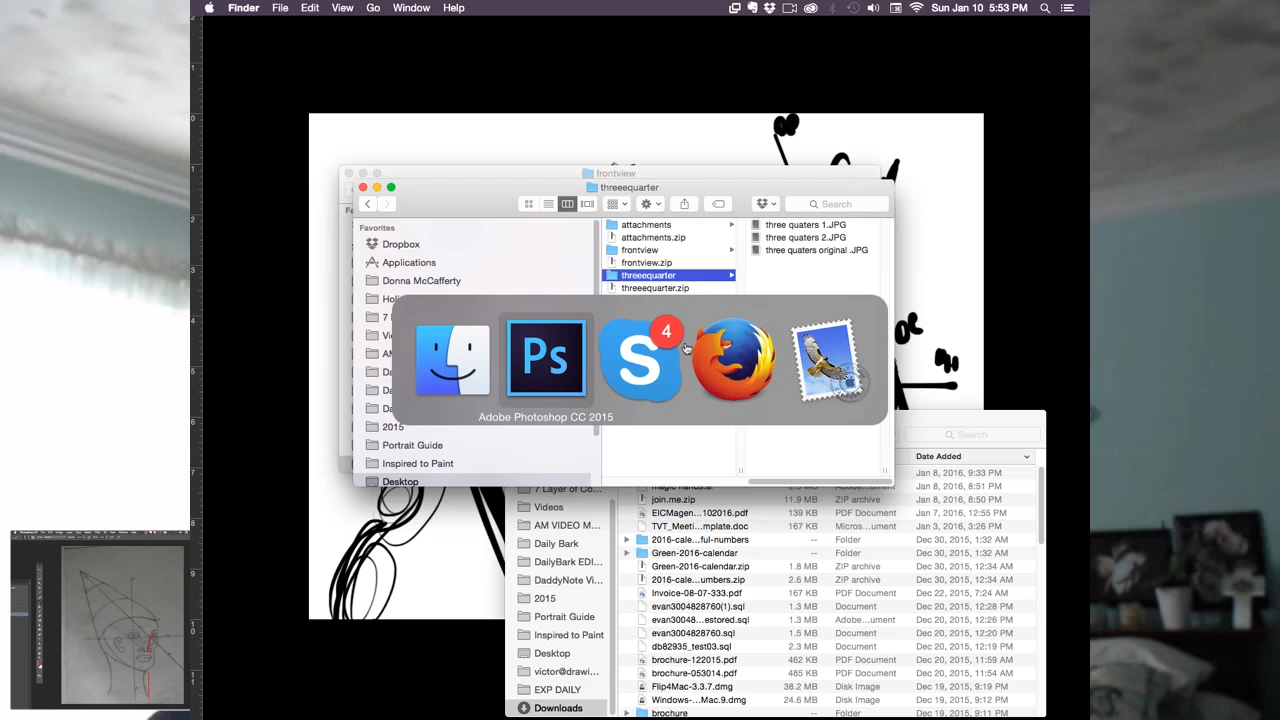 Finder File Edit View Go Window Help
Sun Jan 10 5:53 PM
frontview
threeequarter
Search
Favorites
Dropbox
Applications
Donna McCafferty
2015
Portrait Guide
Inspired to Paint
Desktop
attachments
attachments.zip
frontview
frontview.zip
threeequarter
threeequarter.zip
three quaters 1.JPG
three quaters 2.JPG
three quaters original .JPG
Ps
S
4
Adobe Photoshop CC 2015
Search
Date Added
Jan 8, 2016, 9:33 PM
Jan 8, 2016, 8:51 PM
join.me.zip 11.9 MB ZIP archive Jan 8, 2016, 8:50 PM
EICMagen...102016.pdf 139 KB PDF Document Jan 7, 2016, 12:55 PM
TVT_Meeti...mplate.doc 167 KB Micros...ument Jan 3, 2016, 3:26 PM
2016-cale...ful-numbers -- Folder Dec 30, 2015, 1:32 AM
Green-2016-calendar -- Folder Dec 30, 2015, 1:32 AM
Green-2016-calendar.zip 1.8 MB ZIP archive Dec 30, 2015, 12:34 AM
2016-cale...umbers.zip 2.6 MB ZIP archive Dec 30, 2015, 12:34 AM
Invoice-08-07-333.pdf 167 KB PDF Document Dec 22, 2015, 7:24 AM
evan3004828760(1).sql 1.3 MB Document Dec 20, 2015, 12:28 PM
evan3004828760...estored.sql 1.3 MB Adobe...ument Dec 20, 2015, 12:28 PM
evan3004828760.sql 1.5 MB Document Dec 20, 2015, 12:20 PM
db82935_test03.sql 2.2 MB Document Dec 20, 2015, 12:20 PM
brochure-122015.pdf 462 KB PDF Document Dec 20, 2015, 11:59 AM
brochure-053014.pdf 485 KB PDF Document Dec 20, 2015, 11:54 AM
Flip4Mac-3.3.7.dmg 38.2 MB Disk Image Dec 19, 2015, 9:19 PM
Windows-...Mac.9.dmg 24.6 MB Disk Image Dec 19, 2015, 9:12 PM
brochure -- Folder Dec 19, 2015, 9:11 PM
7 Layer of Co...
Videos
AM VIDEO M...
Daily Bark
DailyBark EDI...
DaddyNote Vi...
2015
Portrait Guide
Inspired to Paint
Desktop
victor@drawi...
EXP DAILY
Downloads